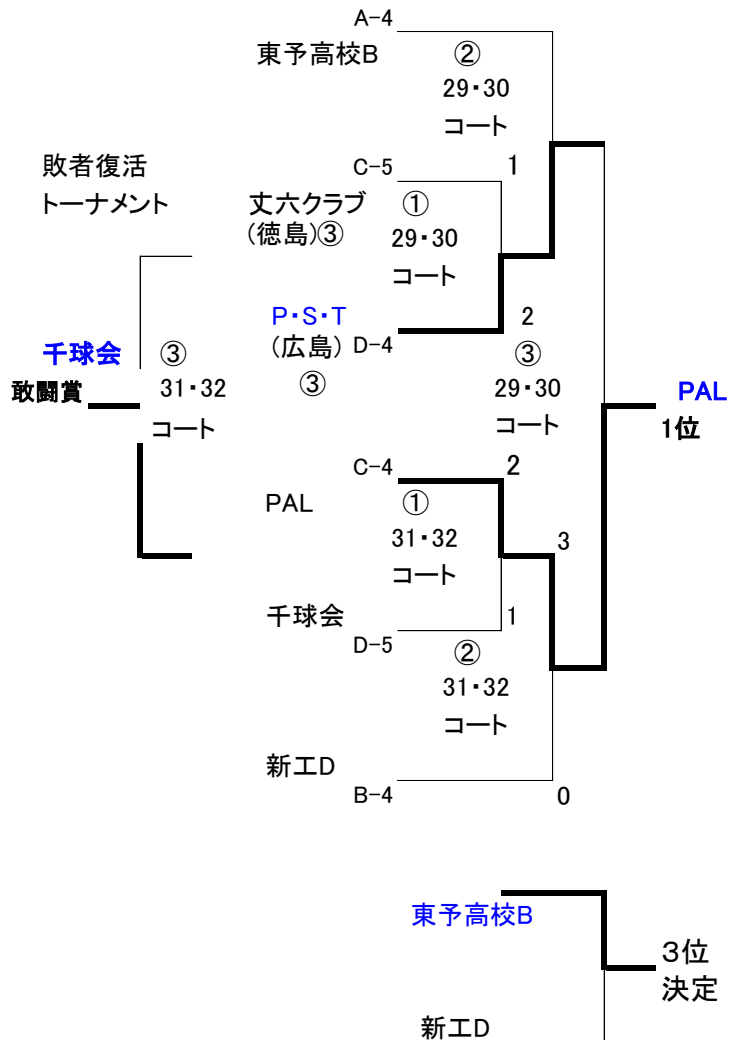 A-4
東予高校B
②
29・30
コート
敗者復活
トーナメント
C-5
1
丈六クラブ
(徳島)③
①
29・30
コート
P・S・T
(広島)
D-4
③
2
③
29・30
コート
千球会
敢闘賞
③
31・32
コート
PAL
1位
C-4
2
PAL
①
31・32
コート
3
千球会
D-5
1
②
31・32
コート
新工D
B-4
0
東予高校B
3位
決定
新工D